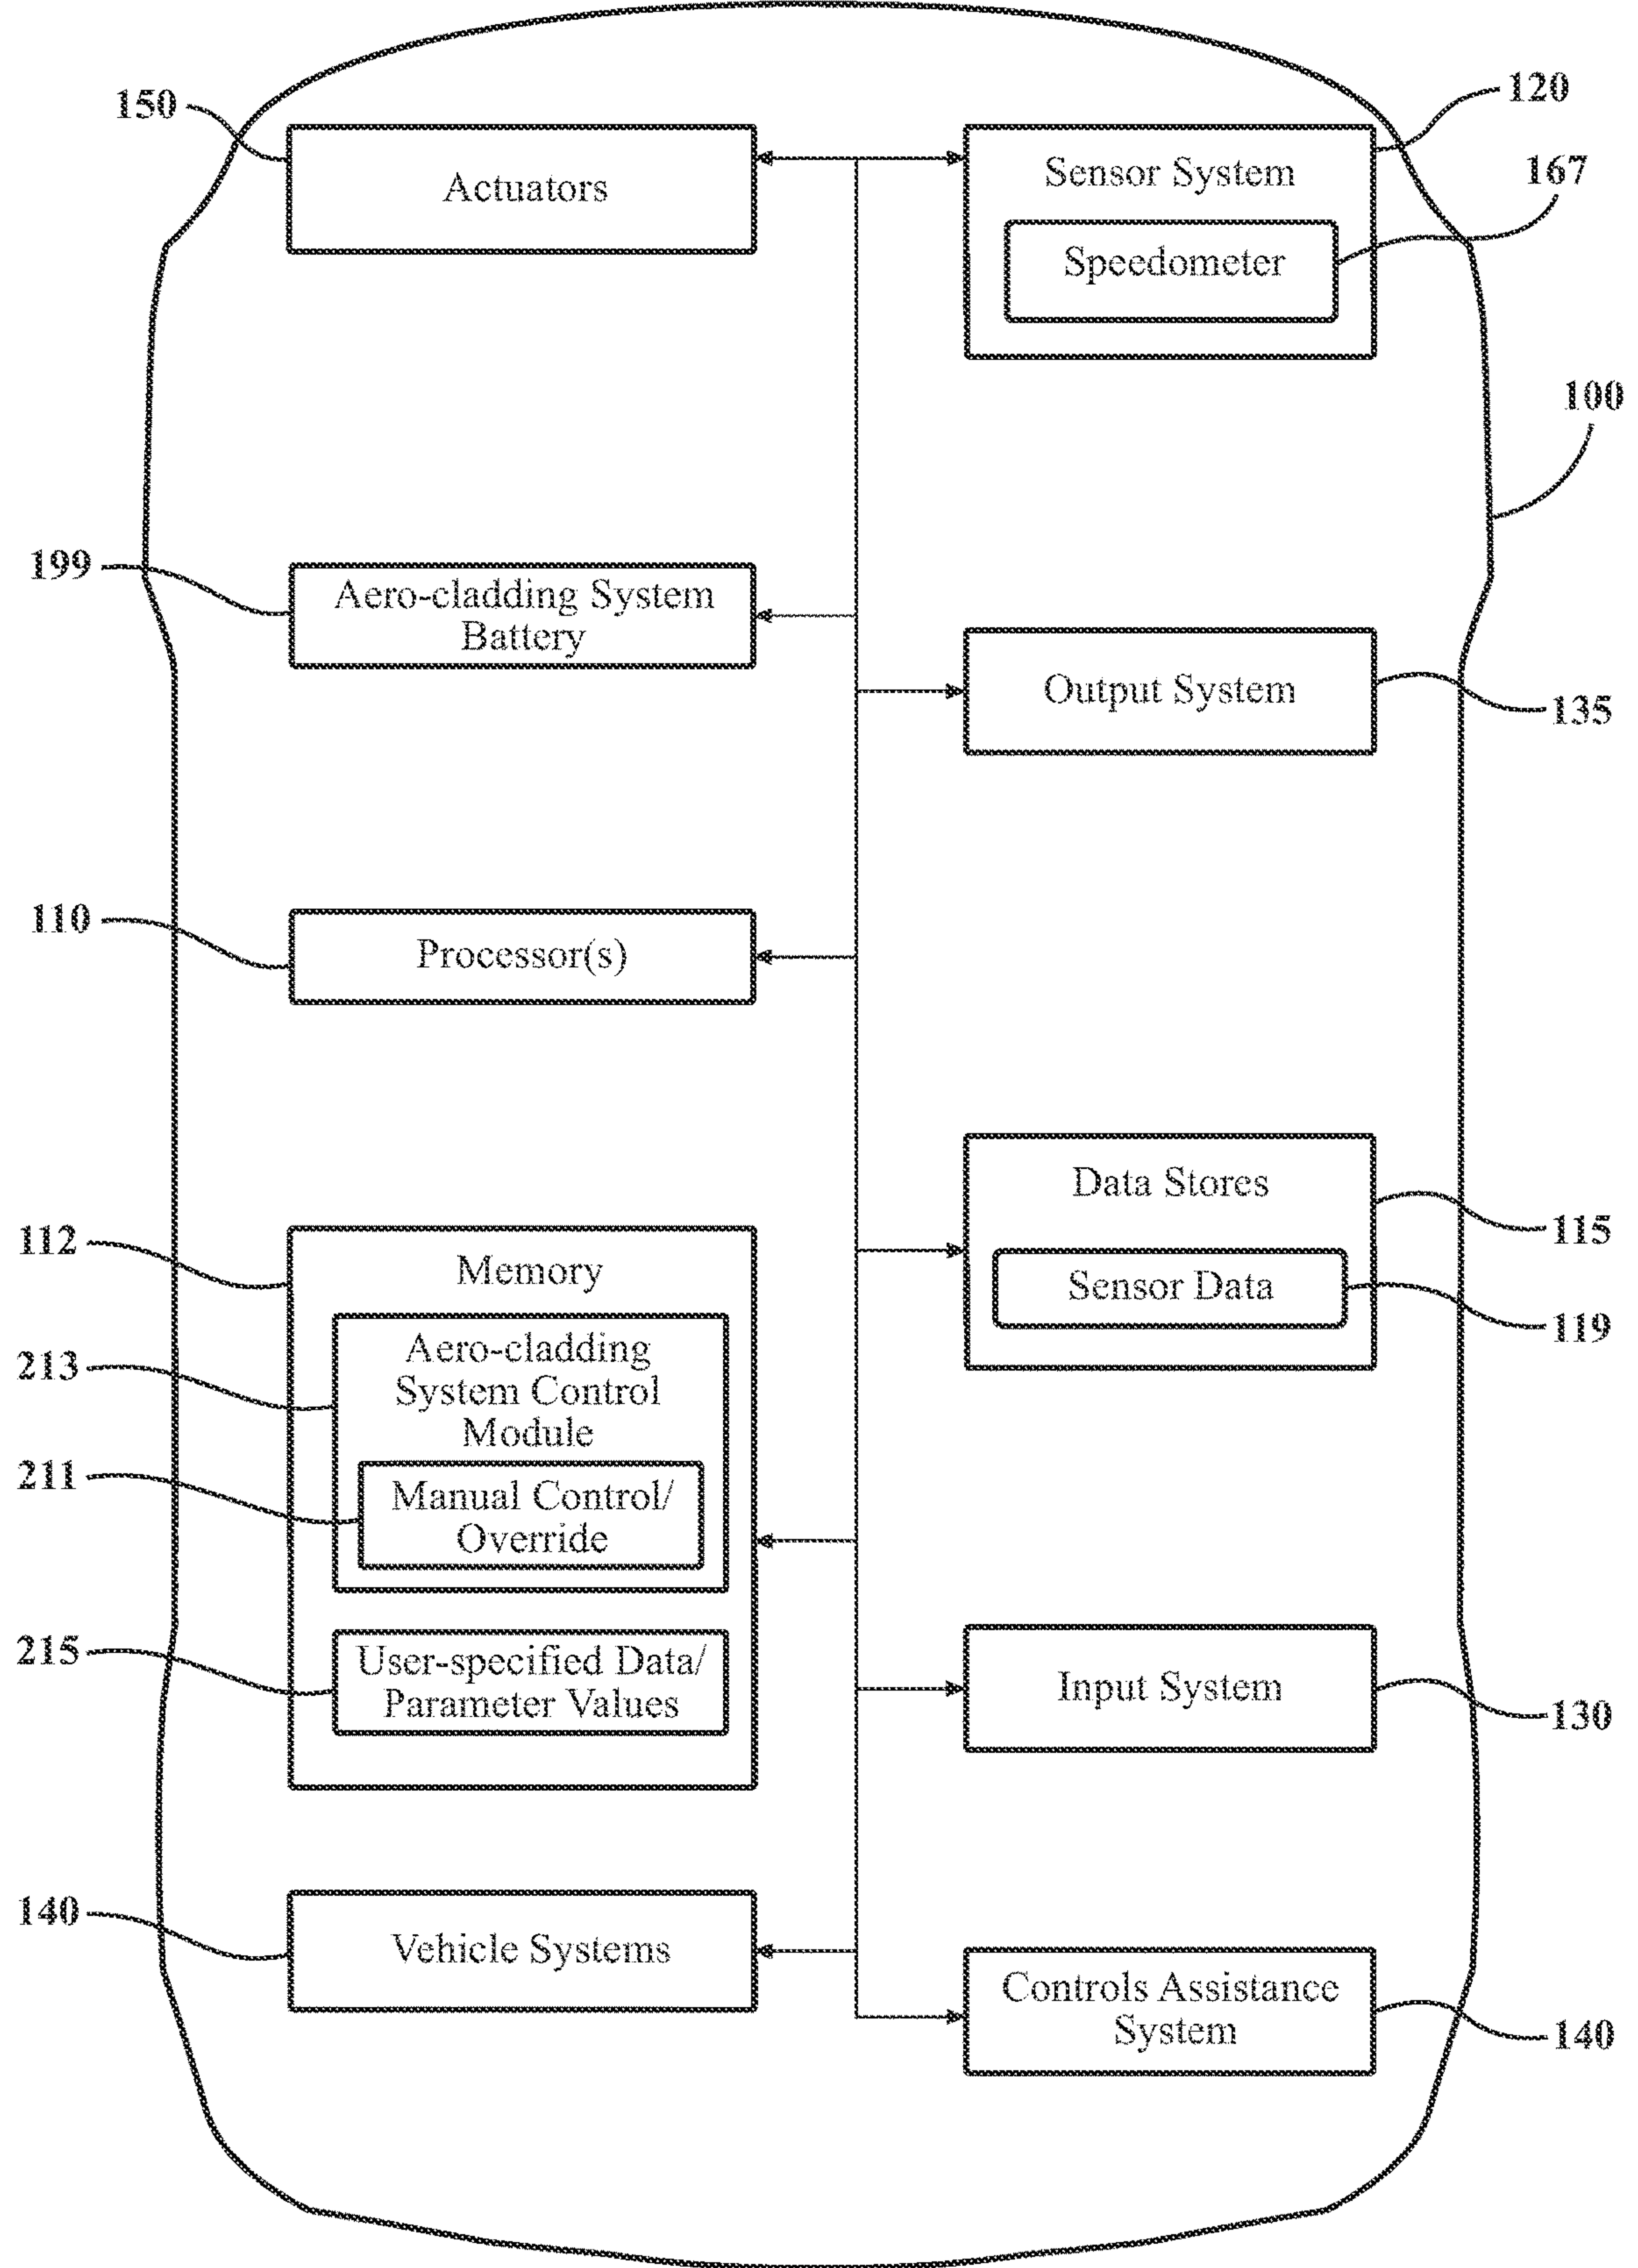 150
Actuators
120
Sensor System
167
Speedometer
100
199
Aero-cladding System
Battery
Output System
135
110
Processor(s)
Data Stores
115
Sensor Data
119
112
Memory
213
Aero-cladding
System Control
Module
211
Manual Control/
Override
215
User-specified Data/
Parameter Values
Input System
130
140
Vehicle Systems
Controls Assistance
System
140